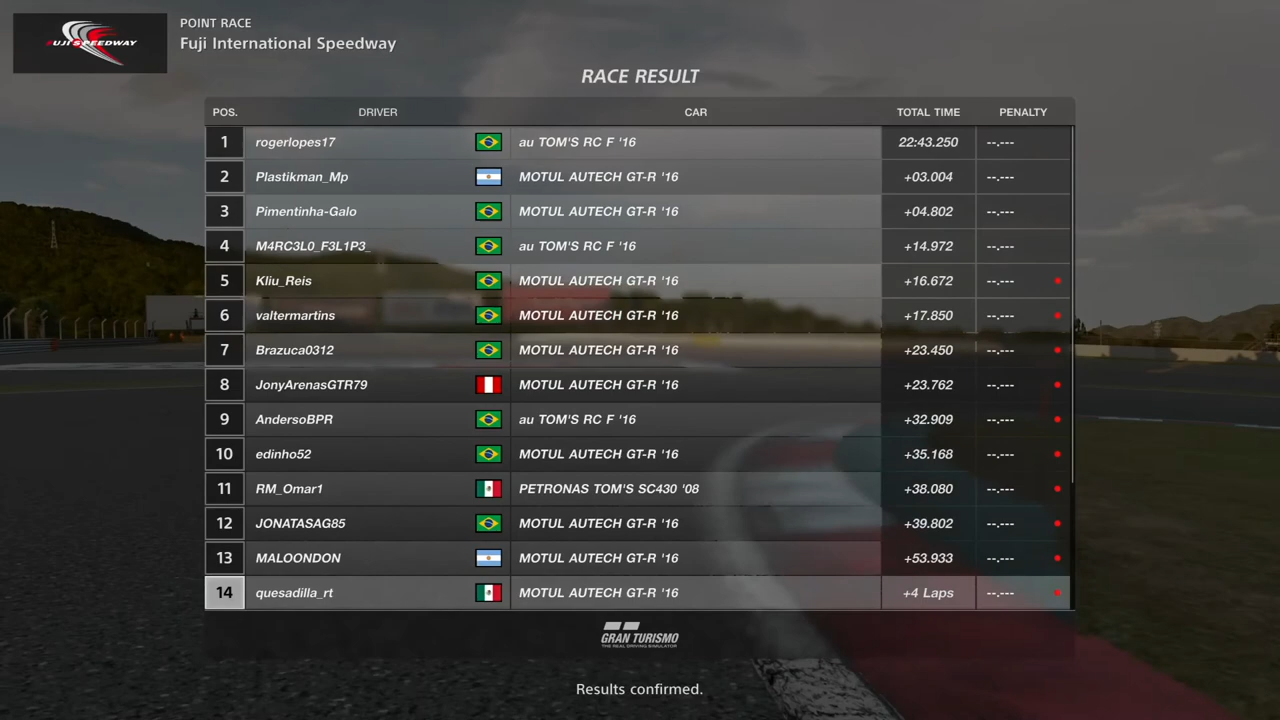 FUJI SPEEDWAY
POINT RACE
Fuji International Speedway
RACE RESULT
POS. DRIVER CAR TOTAL TIME PENALTY
1 rogerlopes17 au TOM'S RC F '16 22:43.250 --.---
2 Plastikman_Mp MOTUL AUTECH GT-R '16 +03.004 --.---
3 Pimentinha-Galo MOTUL AUTECH GT-R '16 +04.802 --.---
4 M4RC3L0_F3L1P3_ au TOM'S RC F '16 +14.972 --.---
5 Kliu_Reis MOTUL AUTECH GT-R '16 +16.672 --.---
6 valtermartins MOTUL AUTECH GT-R '16 +17.850 --.---
7 Brazuca0312 MOTUL AUTECH GT-R '16 +23.450 --.---
8 JonyArenasGTR79 MOTUL AUTECH GT-R '16 +23.762 --.---
9 AndersoBPR au TOM'S RC F '16 +32.909 --.---
10 edinho52 MOTUL AUTECH GT-R '16 +35.168 --.---
11 RM_Omar1 PETRONAS TOM'S SC430 '08 +38.080 --.---
12 JONATASAG85 MOTUL AUTECH GT-R '16 +39.802 --.---
13 MALOONDON MOTUL AUTECH GT-R '16 +53.933 --.---
14 quesadilla_rt MOTUL AUTECH GT-R '16 +4 Laps --.---
GRAN TURISMO
THE REAL DRIVING SIMULATOR
Results confirmed.